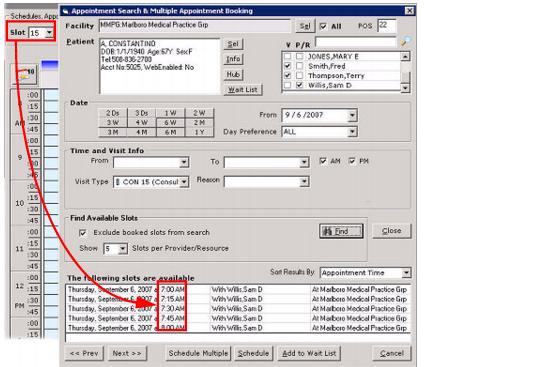 Schedules, Appo
Slot 15
10
:00
8 :15
:30
AM :45
:00
9 :15
:30
:45
:00
10 :15
:30
:45
:00
11 :15
:30
:45
:00
12 :15
PM :30
:45
:00
:15
Appointment Search & Multiple Appointment Booking
Facility MMPG:Marlboro Medical Practice Grp Sel All POS 22
Patient
A, CONSTANTINO
DOB:1/1/1940 Age:67Y SexF
Tel:508-836-2700
Acct No:5025, WebEnabled: No
Sel
Info
Hub
Wait List
V P/R
JONES,MARY E
Smith,Fred
Thompson,Terry
Willis,Sam D
Date
2 Ds 3 Ds 1 W 2 W
3 W 4 W 6 W 2 M
3 M 4 M 6 M 1 Y
From 9 / 6 /2007
Day Preference ALL
Time and Visit Info
From To AM PM
Visit Type CON 15 (Consul Reason
Find Available Slots
Exclude booked slots from search
Show 5 Slots per Provider/Resource
Find Close
Sort Results By: Appointment Time
The following slots are available
Thursday, September 6, 2007 a 7:00 AM With Willis,Sam D At Marlboro Medical Practice Grp
Thursday, September 6, 2007 a 7:15 AM With Willis,Sam D At Marlboro Medical Practice Grp
Thursday, September 6, 2007 7:30 AM With Willis,Sam D At Marlboro Medical Practice Grp
Thursday, September 6, 2007 a 7:45 AM With Willis,Sam D At Marlboro Medical Practice Grp
Thursday, September 6, 2007 a 8:00 AM With Willis,Sam D At Marlboro Medical Practice Grp
<< Prev Next >> Schedule Multiple Schedule Add to Wait List Cancel